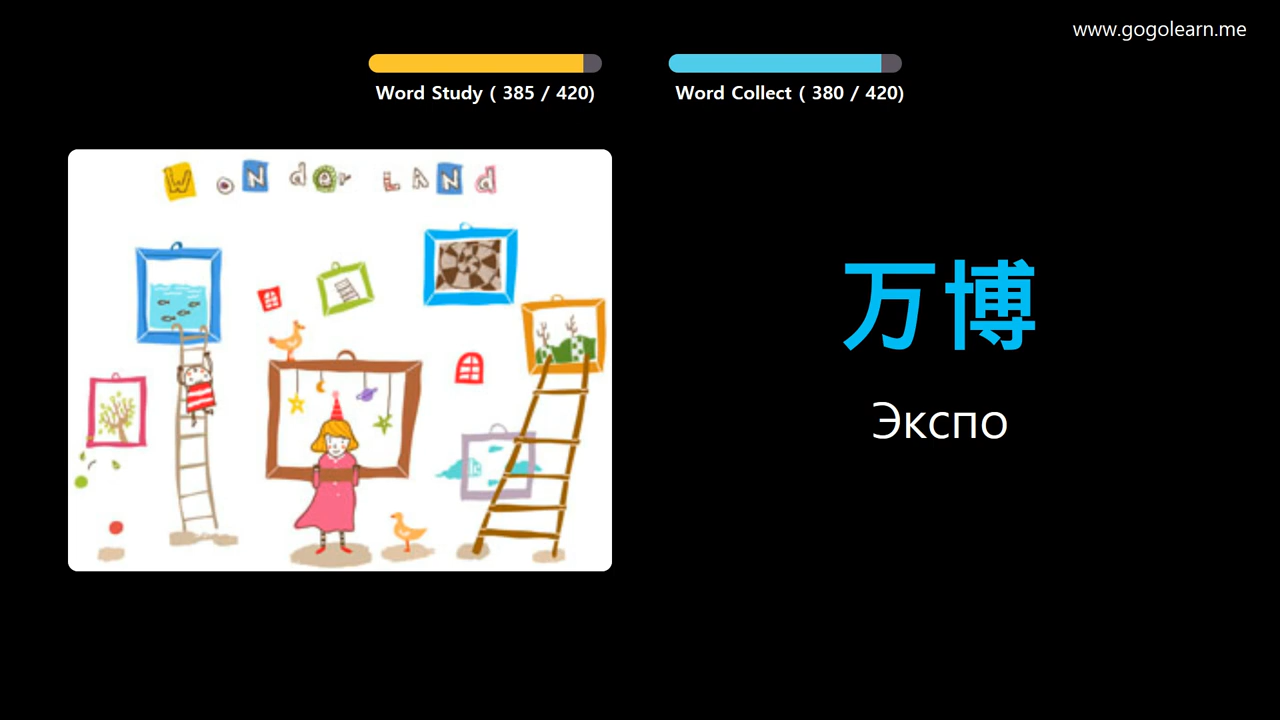 www.gogolearn.me
Word Study ( 385 / 420)
Word Collect ( 380 / 420)
WoNder LANd
万博
Экспо